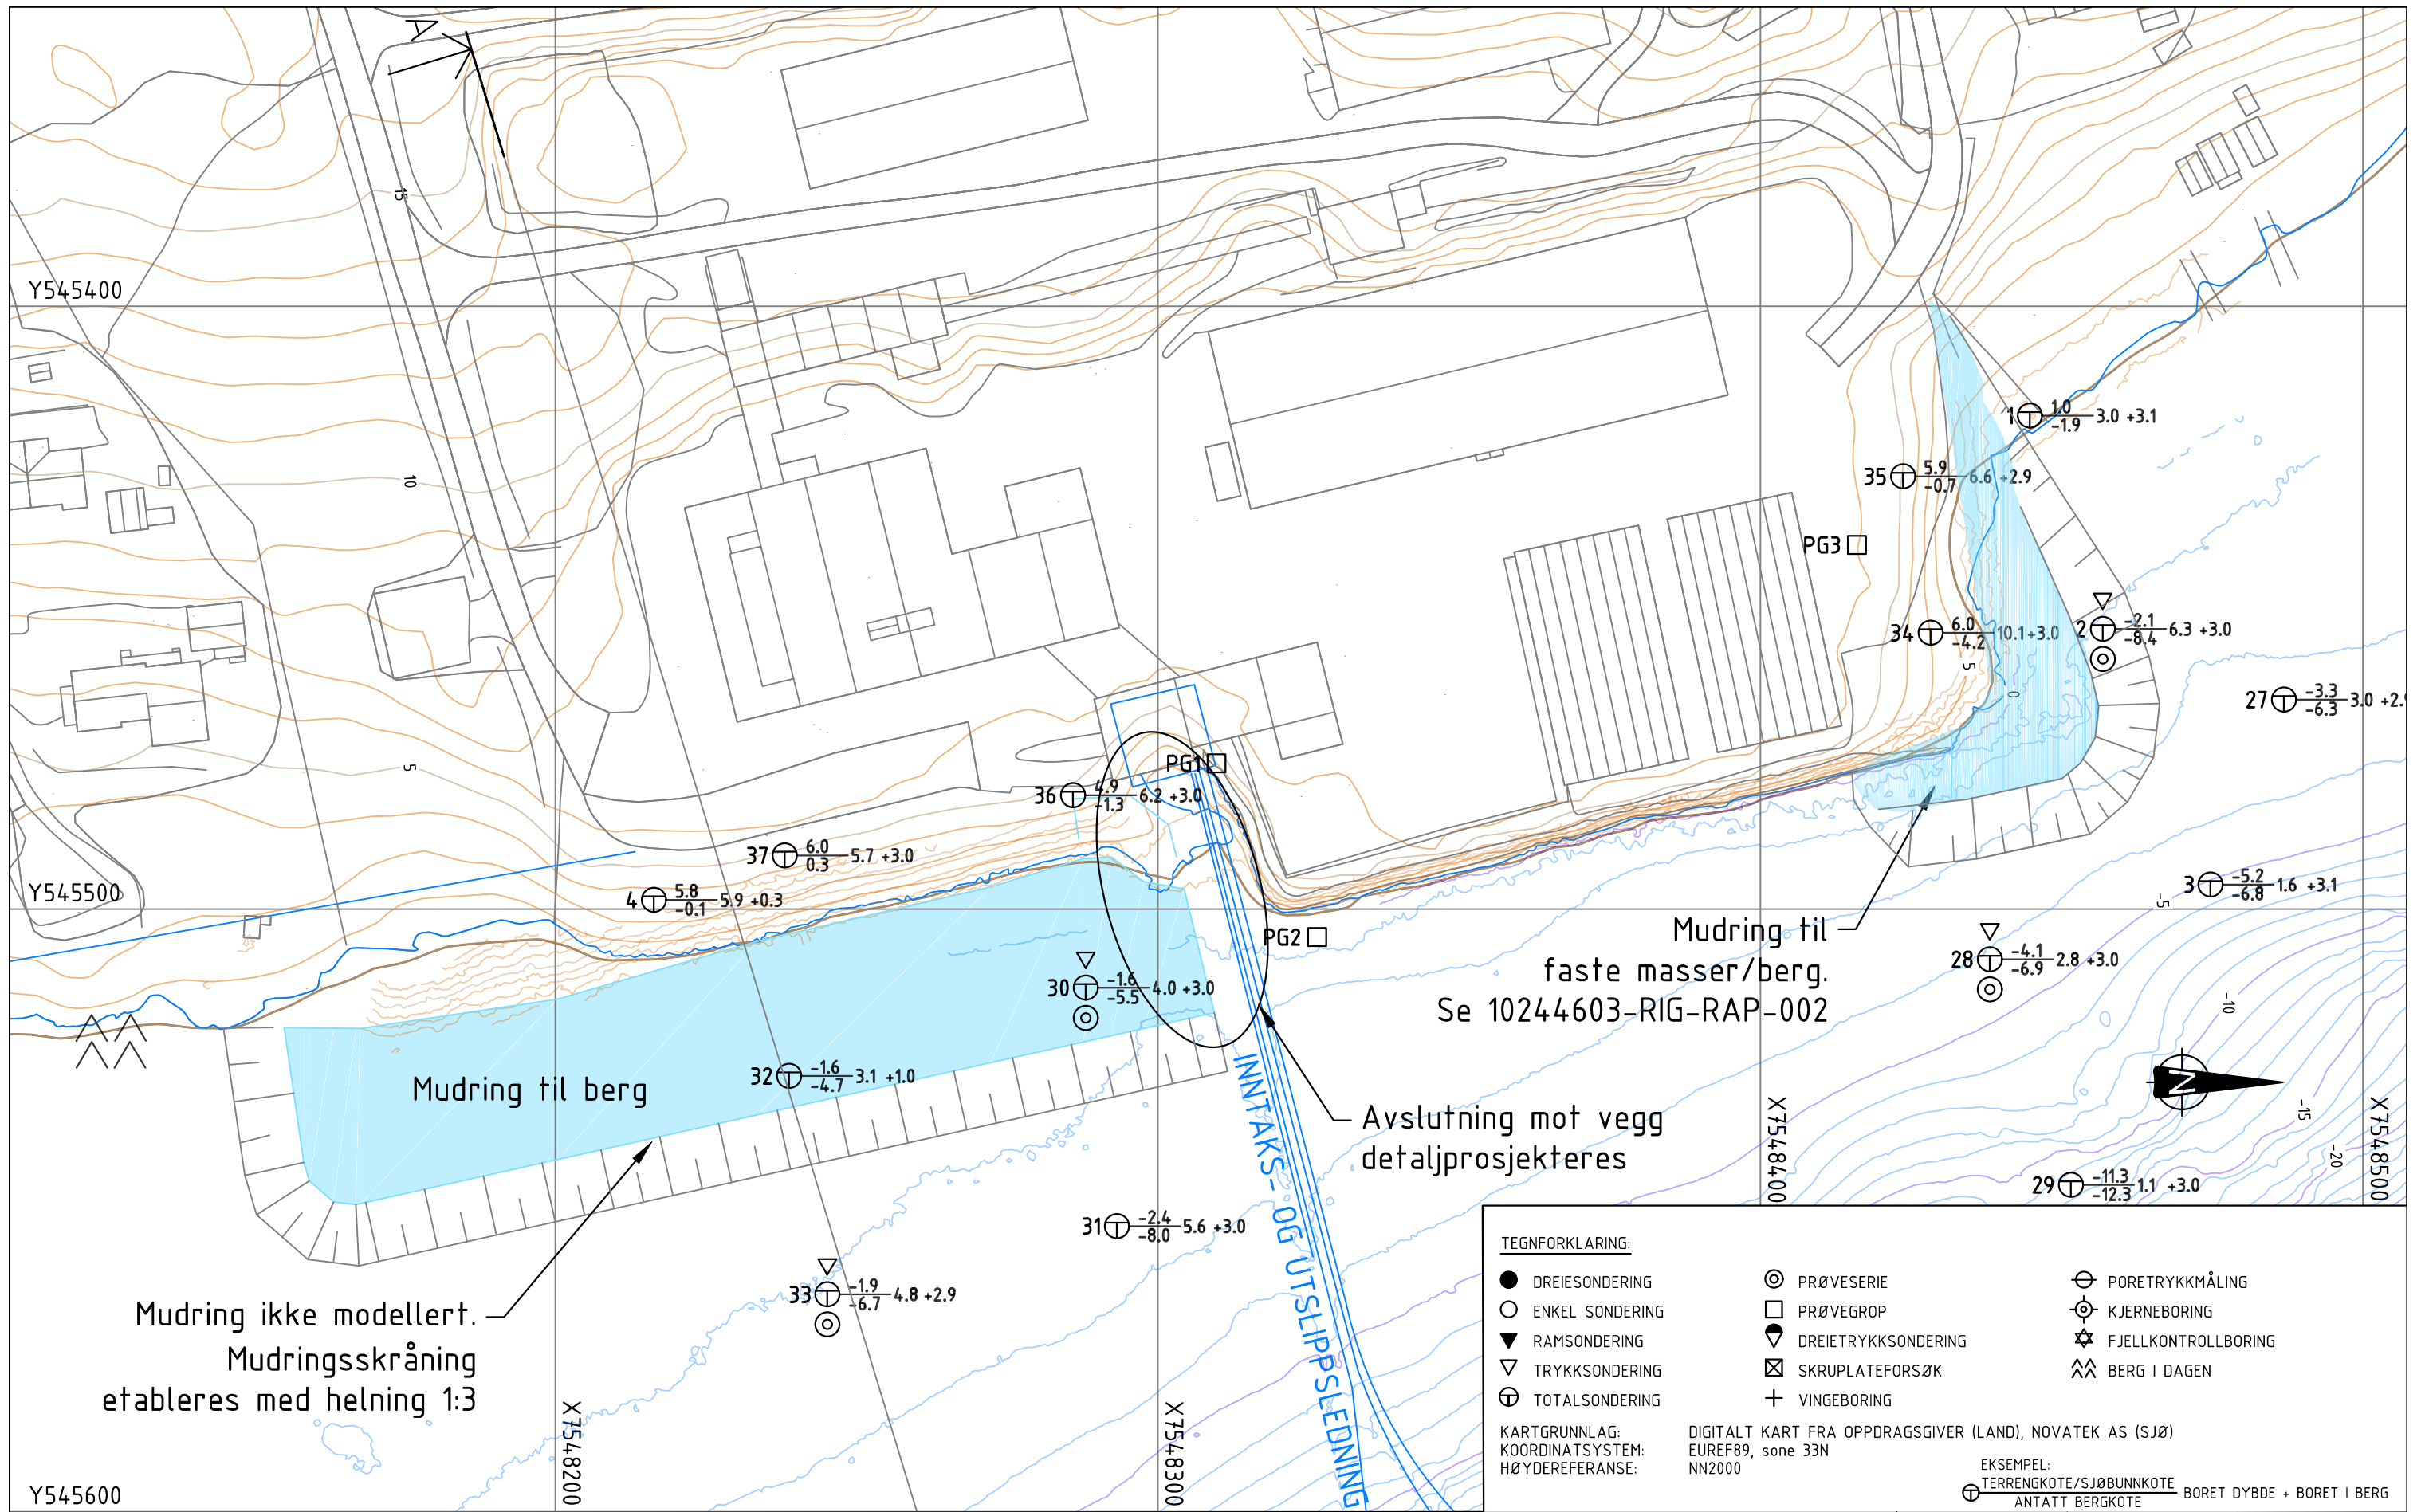 A
15
Y545400
1 1.0 -1.9 3.0 +3.1
10
35 5.9 -0.7 6.6 +2.9
PG3
34 6.0 -4.2 10.1+3.0
2 -2.1 -8.4 6.3 +3.0
5
0
27 -3.3 -6.3 3.0
5
PG1
36 4.9 -1.3 6.2 +3.0
37 6.0 0.3 5.7 +3.0
Y545500
4 5.8 -0.1 5.9 +0.3
3 -5.2 -6.8 1.6 +3.1
-5
PG2
Mudring til
faste masser/berg.
Se 10244603-RIG-RAP-002
28 -4.1 -6.9 2.8 +3.0
30 -1.6 -5.5 4.0 +3.0
-10
Mudring til berg
32 -1.6 -4.7 3.1 +1.0
N
-15
-20
Avslutning mot vegg
detaljprosjekteres
INNTAKS- OG UTSLIPPSLEDNING
X7548400
X7548500
29 -11.3 -12.3 1.1 +3.0
31 -2.4 -8.0 5.6 +3.0
33 -1.9 -6.7 4.8 +2.9
Mudring ikke modellert.
Mudringsskråning
etableres med helning 1:3
X7548200
X7548300
Y545600
TEGNFORKLARING:
DREIESONDERING
PRØVESERIE
PORETRYKKMÅLING
ENKEL SONDERING
PRØVEGROP
KJERNEBORING
RAMSONDERING
DREIETRYKKSONDERING
FJELLKONTROLLBORING
TRYKKSONDERING
SKRUPLATEFORSØK
BERG I DAGEN
TOTALSONDERING
VINGEBORING
KARTGRUNNLAG: DIGITALT KART FRA OPPDRAGSGIVER (LAND), NOVATEK AS (SJØ)
KOORDINATSYSTEM: EUREF89, sone 33N
HØYDEREFERANSE: NN2000
EKSEMPEL:
TERRENGKOTE/SJØBUNNKOTE
BORET DYBDE + BORET I BERG
ANTATT BERGKOTE